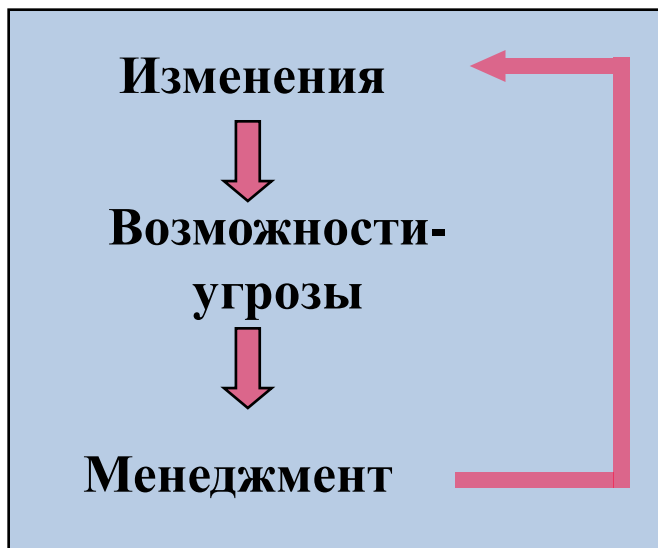 Изменения
Возможности-
угрозы
Менеджмент